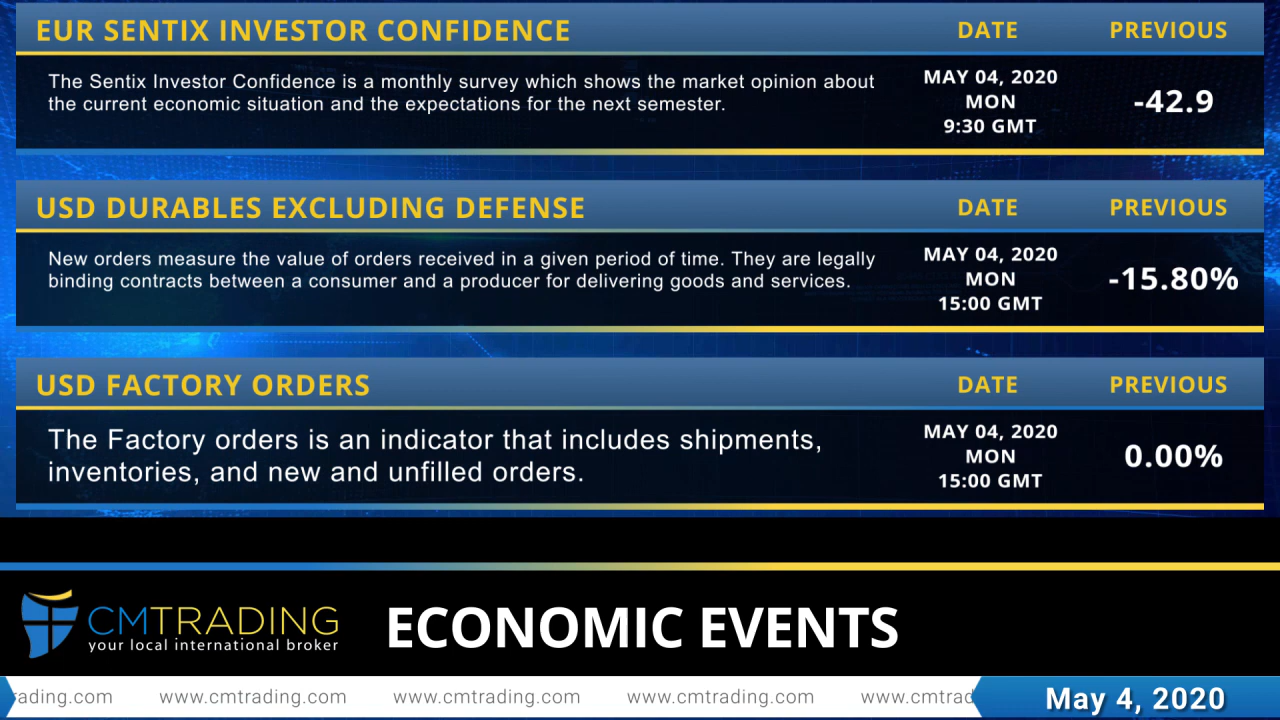 EUR SENTIX INVESTOR CONFIDENCE DATE PREVIOUS
The Sentix Investor Confidence is a monthly survey which shows the market opinion about
the current economic situation and the expectations for the next semester.
MAY 04, 2020
MON
9:30 GMT
-42.9
USD DURABLES EXCLUDING DEFENSE DATE PREVIOUS
New orders measure the value of orders received in a given period of time. They are legally
binding contracts between a consumer and a producer for delivering goods and services.
MAY 04, 2020
MON
15:00 GMT
-15.80%
USD FACTORY ORDERS DATE PREVIOUS
The Factory orders is an indicator that includes shipments,
inventories, and new and unfilled orders.
MAY 04, 2020
MON
15:00 GMT
0.00%
CMTRADING
your local international broker
ECONOMIC EVENTS
rading.com www.cmtrading.com www.cmtrading.com www.cmtrading.com www.cmtrad
May 4, 2020